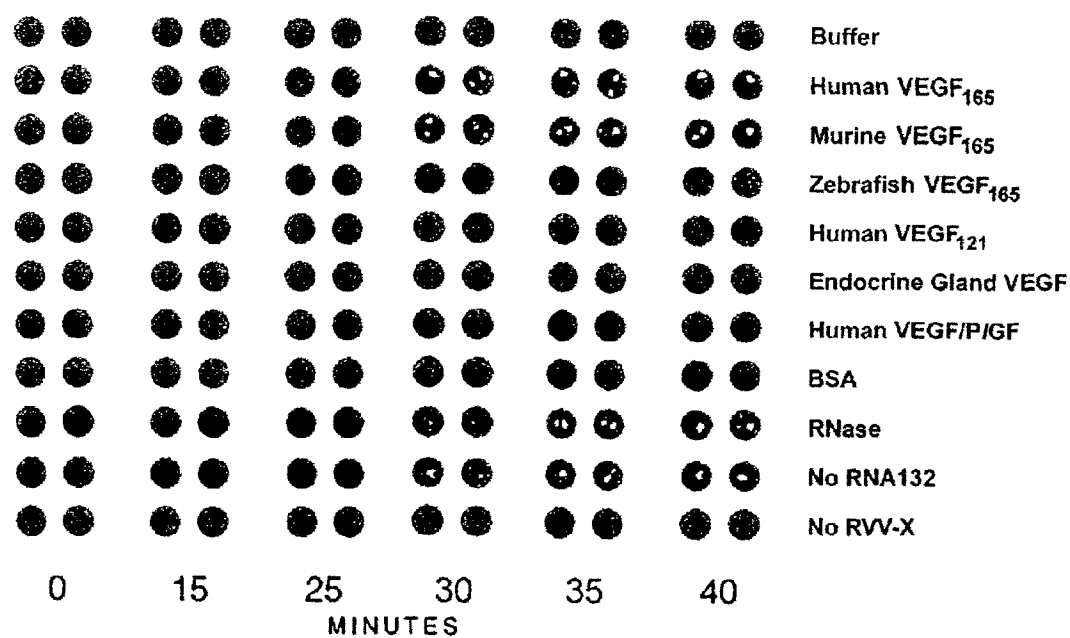 Buffer
Human VEGF165
Murine VEGF165
Zebrafish VEGF165
Human VEGF121
Endocrine Gland VEGF
Human VEGF/P/GF
BSA
RNase
No RNA132
No RVV-X
0 15 25 30 35 40
MINUTES